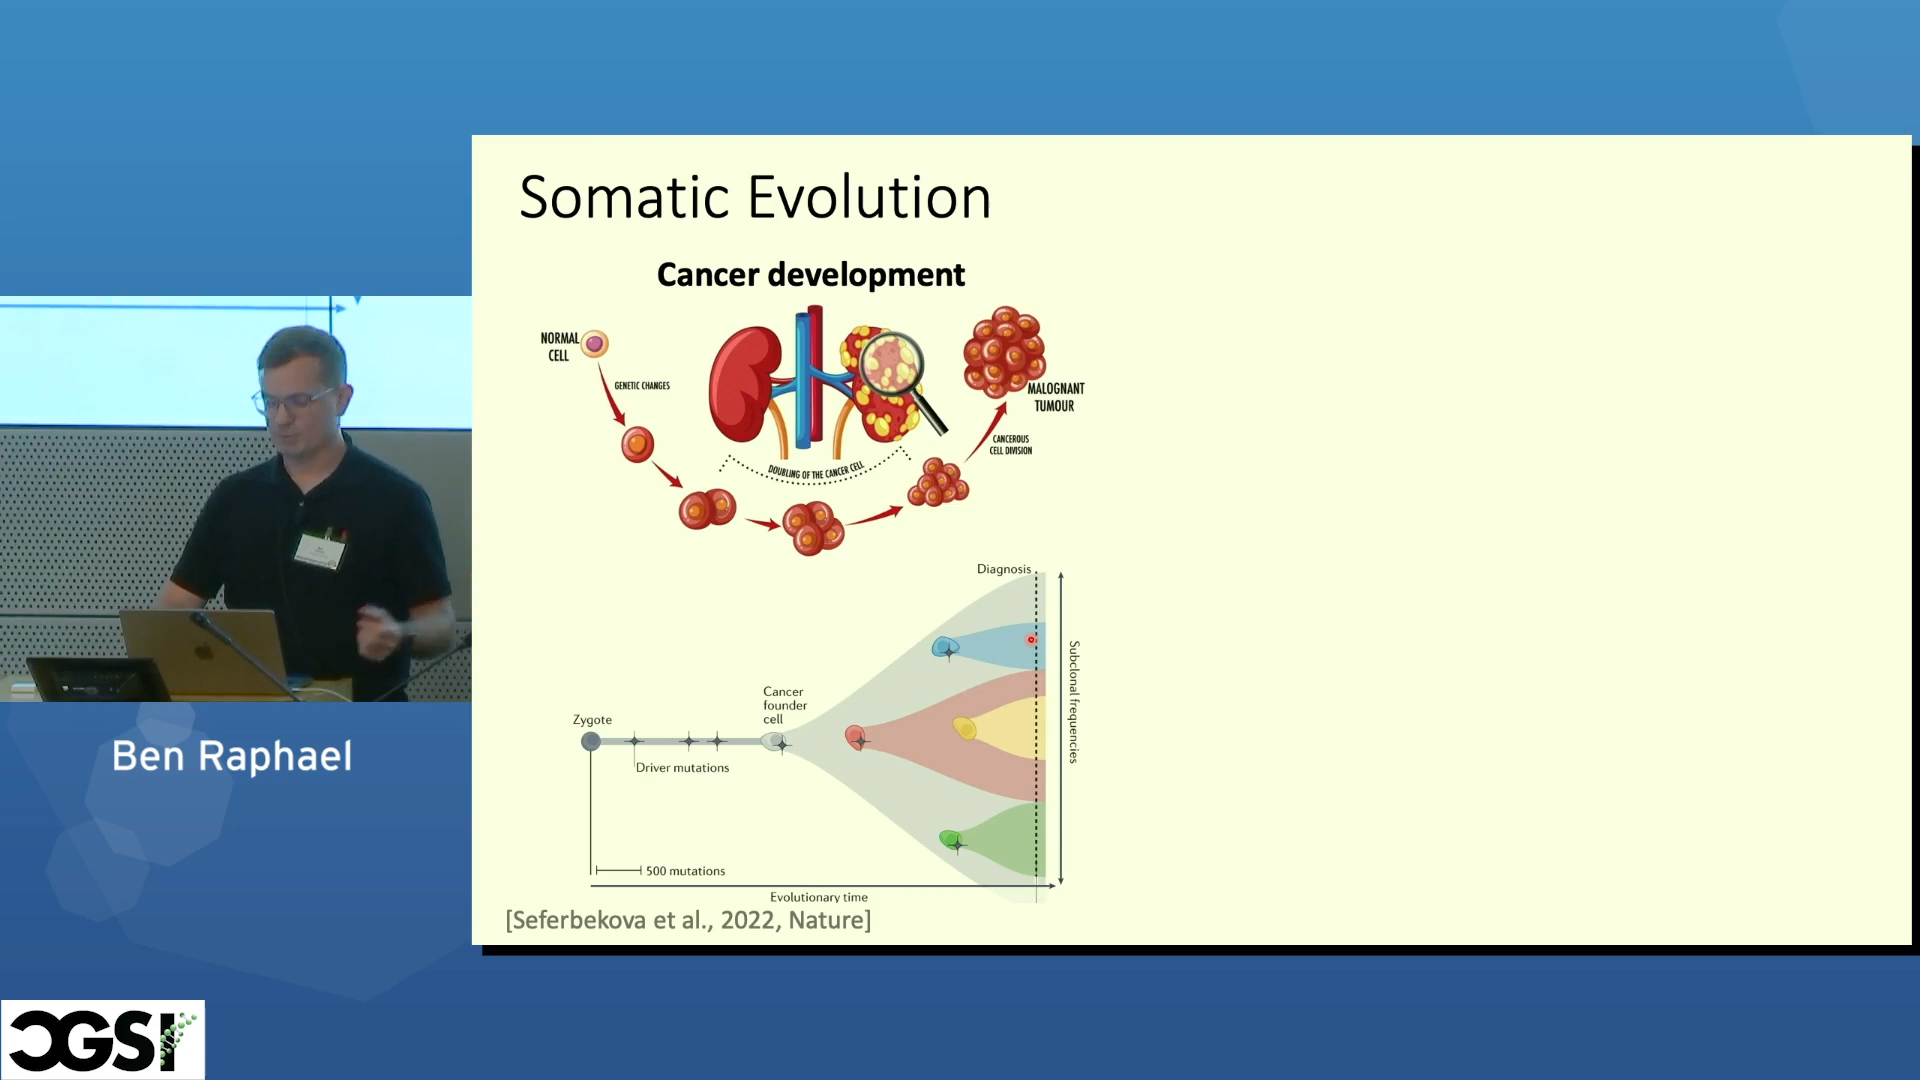 Somatic Evolution
Cancer development
NORMAL
CELL
GENETIC CHANGES
MALOGNANT
TUMOUR
CANCEROUS
CELL DIVISION
DOUBLING OF THE CANCER CELL
Diagnosis
Subclonal frequencies
Cancer
founder
cell
Zygote
Driver mutations
500 mutations
Evolutionary time
[Seferbekova et al., 2022, Nature]
Ben Raphael
CGSI